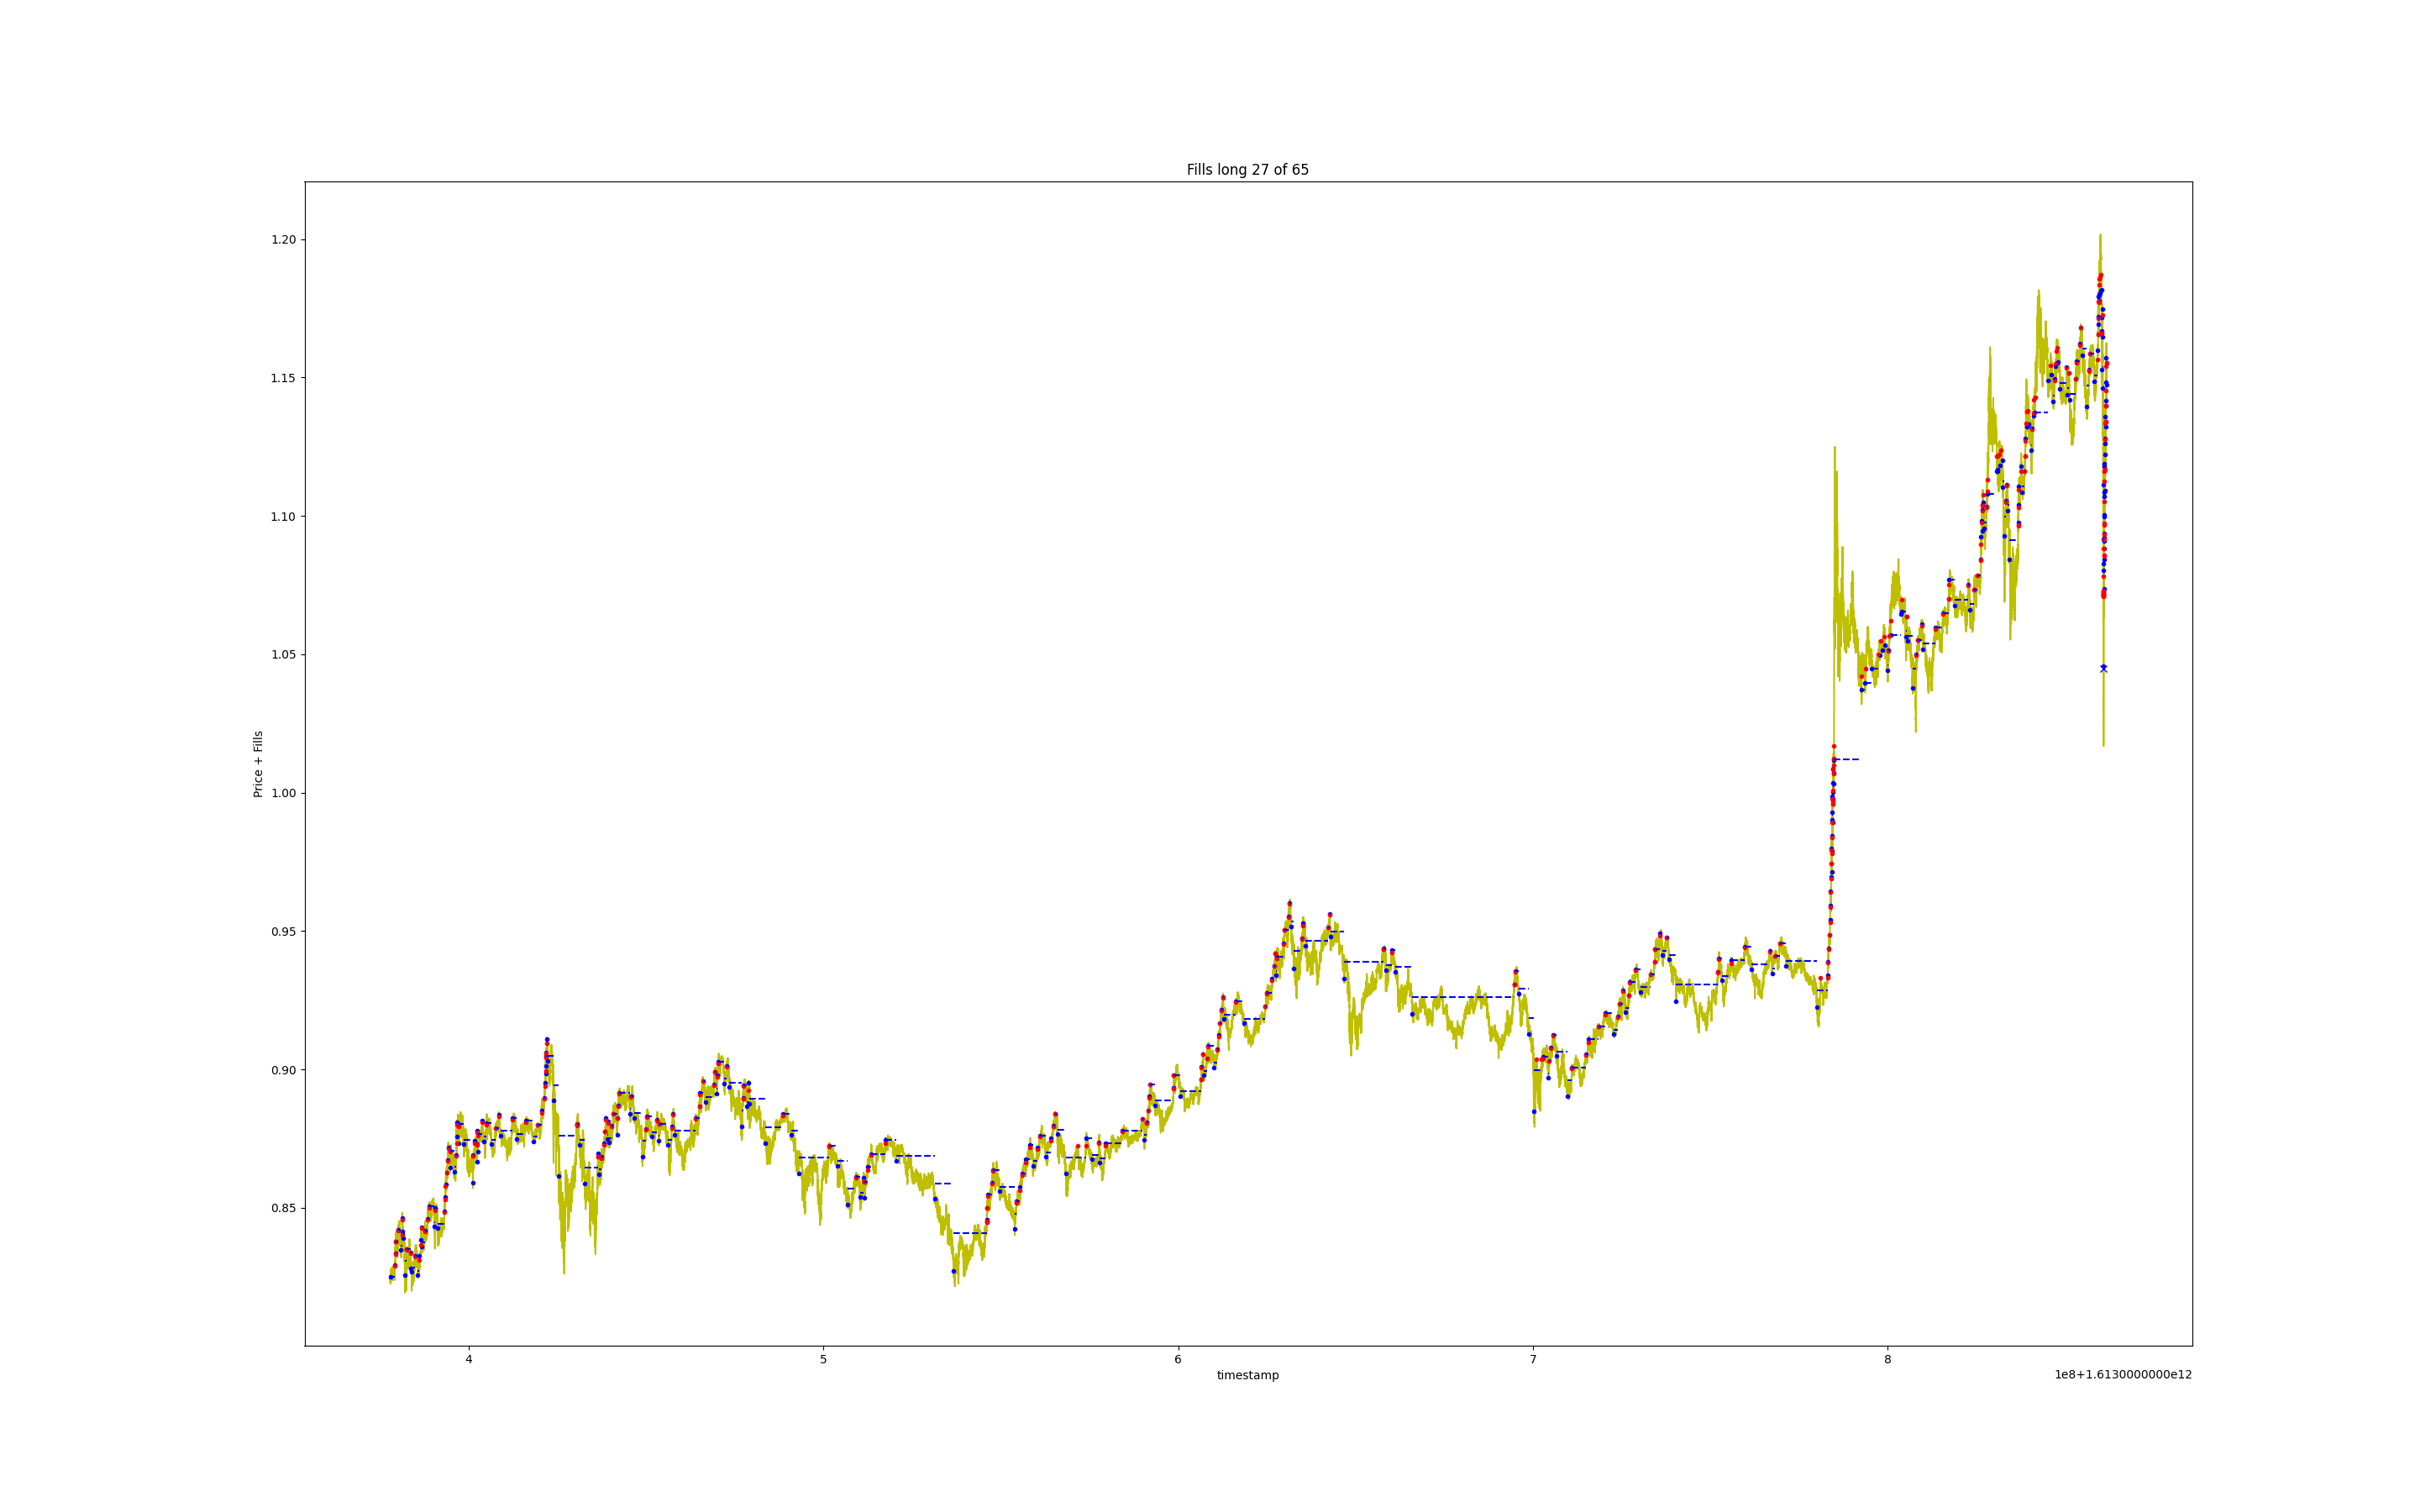 Fills long 27 of 65
1.20
1.15
1.10
1.05
1.00
0.95
0.90
0.85
Price + Fills
4 5 6 7 8
timestamp
1e8+1.6130000000e12